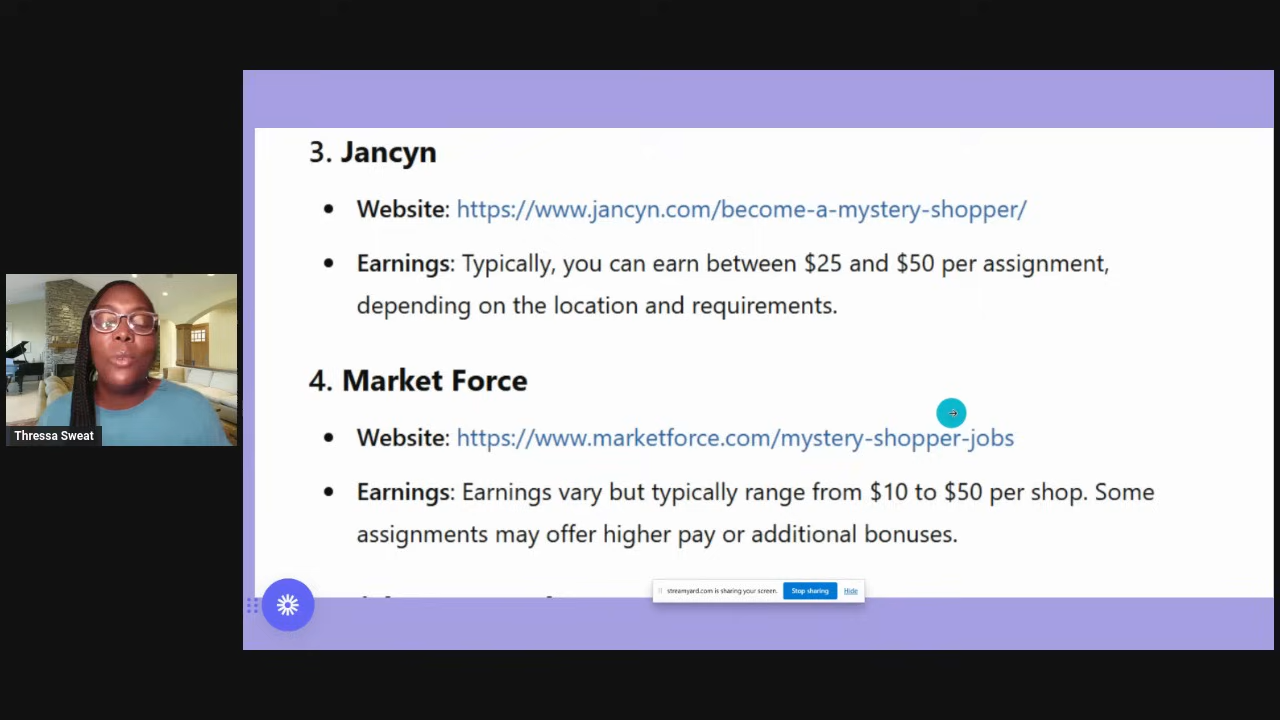 3. Jancyn
Website: https://www.jancyn.com/become-a-mystery-shopper/
Earnings: Typically, you can earn between $25 and $50 per assignment,
depending on the location and requirements.
4. Market Force
Website: https://www.marketforce.com/mystery-shopper-jobs
Earnings: Earnings vary but typically range from $10 to $50 per shop. Some
assignments may offer higher pay or additional bonuses.
streamyard.com is sharing your screen. Stop sharing Hide
Thressa Sweat